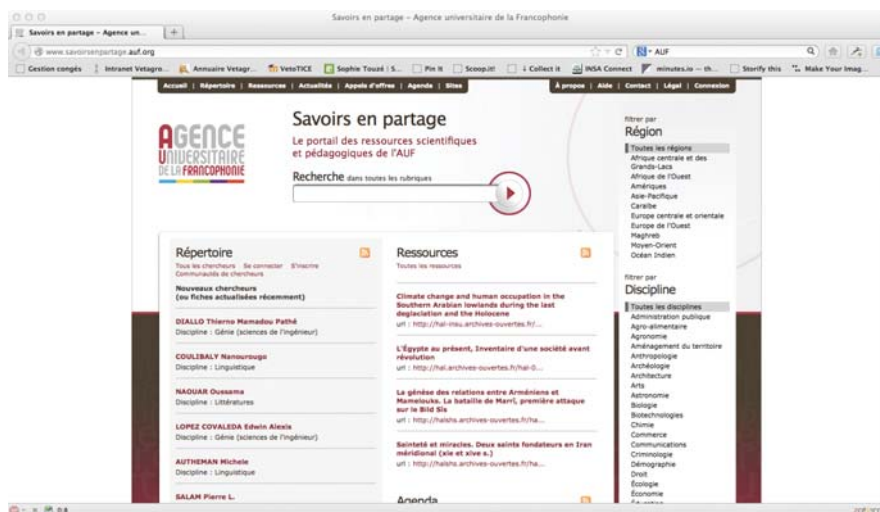 Savoirs en partage – Agence universitaire de la Francophonie
Savoirs en partage – Agence un...
www.savoirsenpartage.auf.org
AUF
Gestion congés
Intranet Vetagro...
Annuaire Vetagr...
VetoTICE
Sophie Touzé | S...
Pin It
Scoop.it!
↓ Collect it
INSA Connect
minutes.io — th...
Storify this
Make Your Imag...
Accueil | Répertoire | Ressources | Actualités | Appels d'offres | Agenda | Sites
À propos | Aide | Contact | Légal | Connexion
AGENCE
UNIVERSITAIRE
DE LA FRANCOPHONIE
Savoirs en partage
Le portail des ressources scientifiques
et pédagogiques de l'AUF
Recherche dans toutes les rubriques
Répertoire
Tous les chercheurs Se connecter S'inscrire
Communautés de chercheurs
Nouveaux chercheurs
(ou fiches actualisées récemment)
DIALLO Thierno Mamadou Pathé
Discipline : Génie (sciences de l'ingénieur)
COULIBALY Nanourougo
Discipline : Linguistique
NAOUAR Oussama
Discipline : Littératures
LOPEZ COVALEDA Edwin Alexis
Discipline : Génie (sciences de l'ingénieur)
AUTHEMAN Michele
Discipline : Linguistique
SALAM Pierre L.
Ressources
Toutes les ressources
Climate change and human occupation in the
Southern Arabian lowlands during the last
deglaciation and the Holocene
url : http://hal-insu.archives-ouvertes.fr/...
L'Égypte au présent, Inventaire d'une société avant
révolution
url : http://hal.archives-ouvertes.fr/hal-0...
La génèse des relations entre Arméniens et
Mamelouks. La bataille de Marrî, première attaque
sur le Bild Sîs
url : http://halshs.archives-ouvertes.fr/ha...
Sainteté et miracles. Deux saints fondateurs en Iran
méridional (xie et xive s.)
url : http://halshs.archives-ouvertes.fr/ha...
Agenda
filtrer par
Région
Toutes les régions
Afrique centrale et des
Grands-Lacs
Afrique de l'Ouest
Amériques
Asie-Pacifique
Caraïbe
Europe centrale et orientale
Europe de l'Ouest
Maghreb
Moyen-Orient
Océan Indien
filtrer par
Discipline
Toutes les disciplines
Administration publique
Agro-alimentaire
Agronomie
Aménagement du territoire
Anthropologie
Archéologie
Architecture
Arts
Astronomie
Biologie
Biotechnologies
Chimie
Commerce
Communications
Criminologie
Démographie
Droit
Écologie
Économie
Éducation